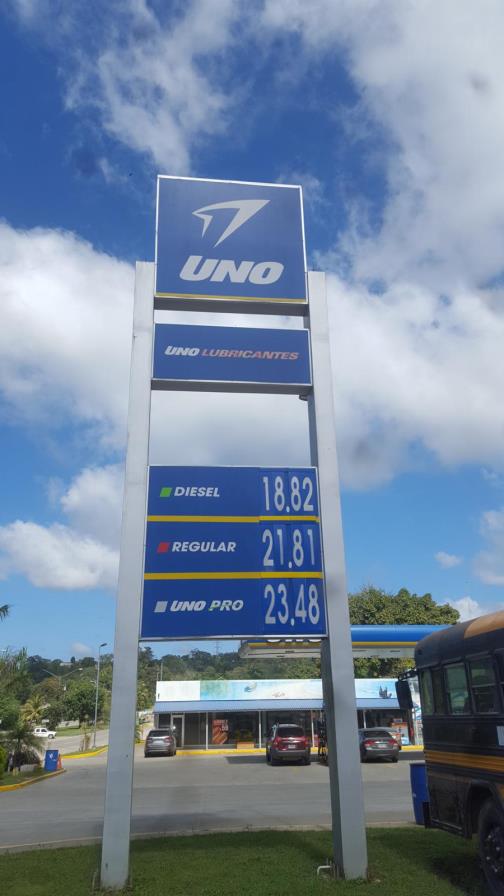 UNO
UNO LUBRICANTES
DIESEL 18.82
REGULAR 21.81
UNO PRO 23.48